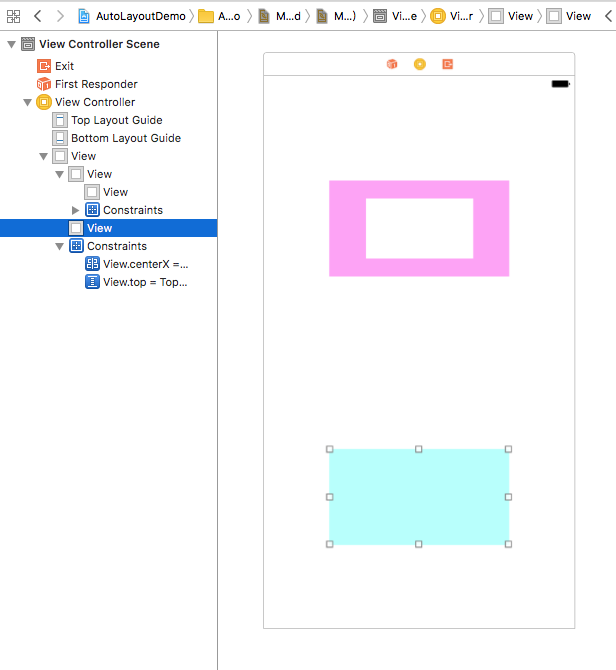 AutoLayoutDemo A...o M...d M...) Vi...e Vi...r View View
View Controller Scene
Exit
First Responder
View Controller
Top Layout Guide
Bottom Layout Guide
View
View
View
Constraints
View
Constraints
View.centerX =...
View.top = Top...